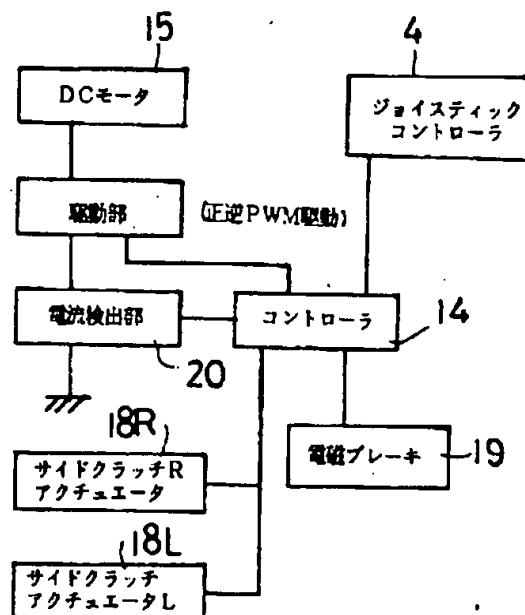 15
DCモータ
4
ジョイスティック
コントローラ
駆動部
(正逆PWM駆動)
電流検出部
20
コントローラ
14
18R
サイドクラッチR
アクチュエータ
電磁ブレーキ
19
18L
サイドクラッチ
アクチュエータL